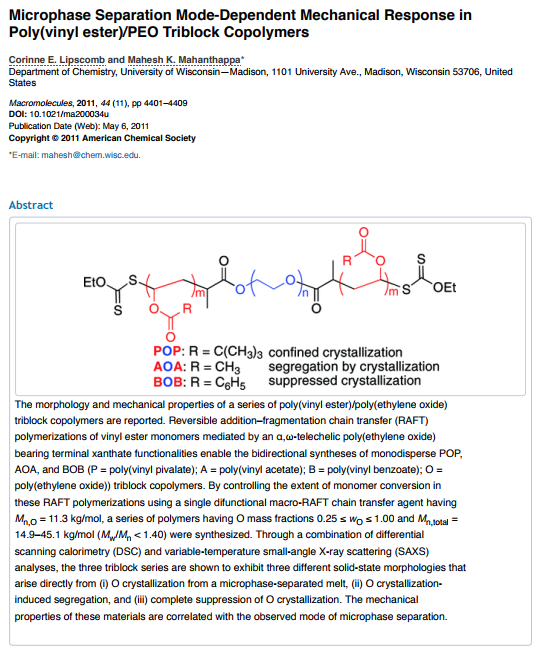 Microphase Separation Mode-Dependent Mechanical Response in
Poly(vinyl ester)/PEO Triblock Copolymers
Corinne E. Lipscomb and Mahesh K. Mahanthappa*
Department of Chemistry, University of Wisconsin—Madison, 1101 University Ave., Madison, Wisconsin 53706, United
States
Macromolecules, 2011, 44 (11), pp 4401–4409
DOI: 10.1021/ma200034u
Publication Date (Web): May 6, 2011
Copyright © 2011 American Chemical Society
*E-mail: mahesh@chem.wisc.edu.
Abstract
O
R
O
O
S
EtO
S
S
m
O
O
n
O
m
S
OEt
O
R
O
POP: R = C(CH3)3 confined crystallization
AOA: R = CH3 segregation by crystallization
BOB: R = C6H5 suppressed crystallization
The morphology and mechanical properties of a series of poly(vinyl ester)/poly(ethylene oxide)
triblock copolymers are reported. Reversible addition–fragmentation chain transfer (RAFT)
polymerizations of vinyl ester monomers mediated by an α,ω-telechelic poly(ethylene oxide)
bearing terminal xanthate functionalities enable the bidirectional syntheses of monodisperse POP,
AOA, and BOB (P = poly(vinyl pivalate); A = poly(vinyl acetate); B = poly(vinyl benzoate); O =
poly(ethylene oxide)) triblock copolymers. By controlling the extent of monomer conversion in
these RAFT polymerizations using a single difunctional macro-RAFT chain transfer agent having
Mn,O = 11.3 kg/mol, a series of polymers having O mass fractions 0.25 ≤ wO ≤ 1.00 and Mn,total =
14.9–45.1 kg/mol (Mw/Mn < 1.40) were synthesized. Through a combination of differential
scanning calorimetry (DSC) and variable-temperature small-angle X-ray scattering (SAXS)
analyses, the three triblock series are shown to exhibit three different solid-state morphologies that
arise directly from (i) O crystallization from a microphase-separated melt, (ii) O crystallization-
induced segregation, and (iii) complete suppression of O crystallization. The mechanical
properties of these materials are correlated with the observed mode of microphase separation.